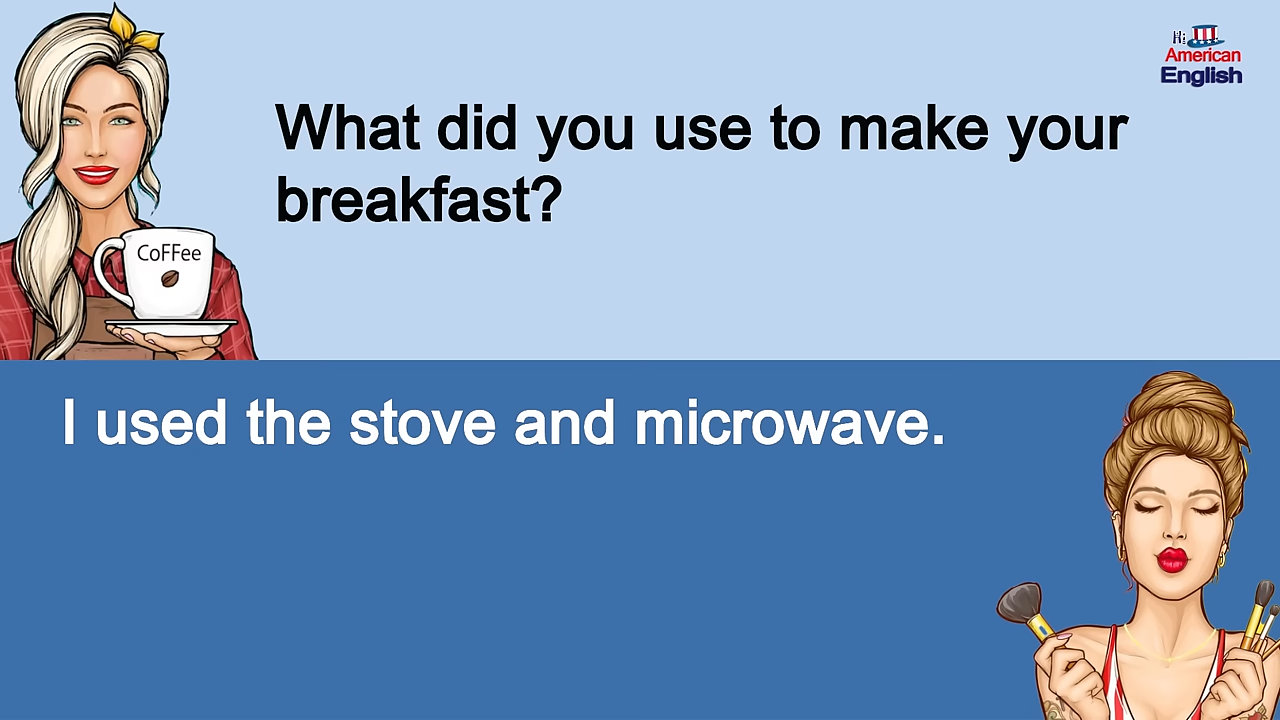 Hi
American
English
What did you use to make your
breakfast?
CoFFee
I used the stove and microwave.